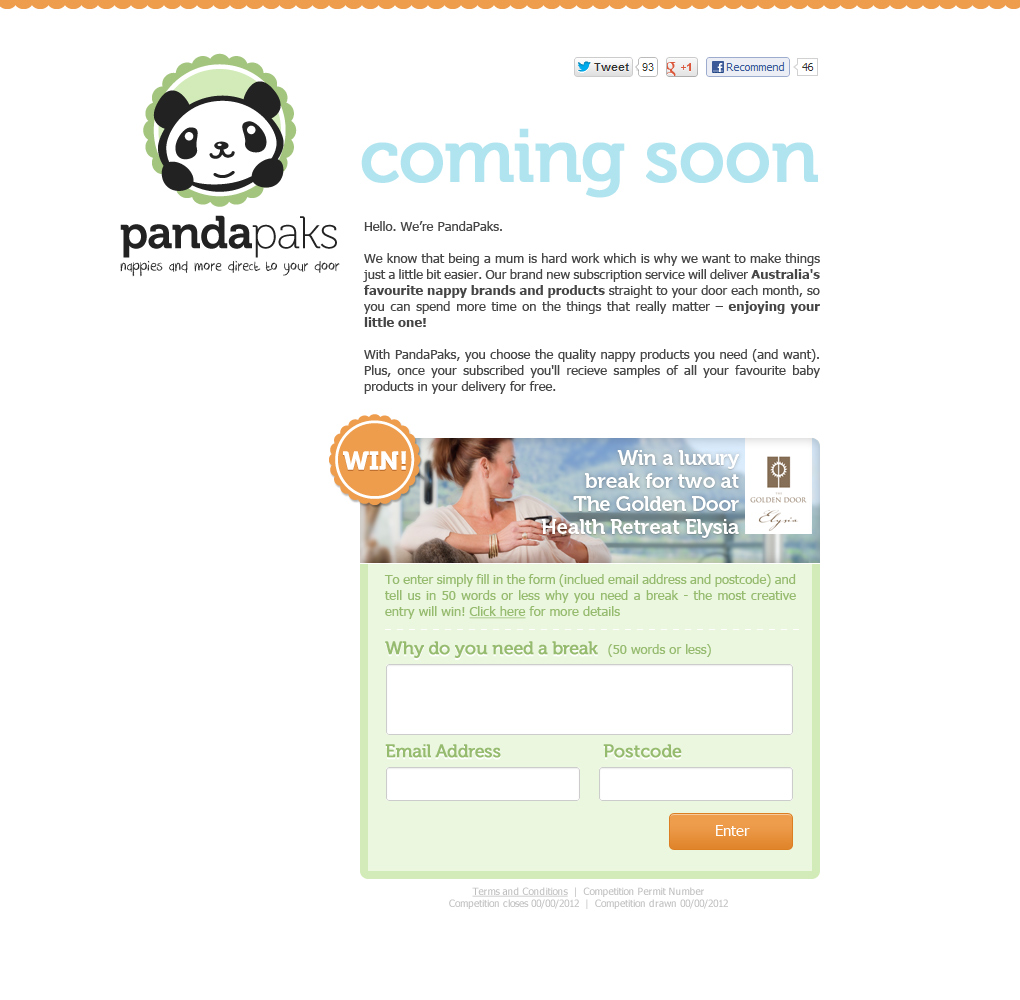 Tweet 93 +1 Recommend 46
coming soon
pandapaks
nappies and more direct to your door
Hello. We’re PandaPaks.
We know that being a mum is hard work which is why we want to make things
just a little bit easier. Our brand new subscription service will deliver Australia's
favourite nappy brands and products straight to your door each month, so
you can spend more time on the things that really matter – enjoying your
little one!
With PandaPaks, you choose the quality nappy products you need (and want).
Plus, once your subscribed you'll recieve samples of all your favourite baby
products in your delivery for free.
WIN!
Win a luxury
break for two at
The Golden Door
Health Retreat Elysia
GOLDEN DOOR
Elysia
To enter simply fill in the form (inclued email address and postcode) and
tell us in 50 words or less why you need a break - the most creative
entry will win! Click here for more details
Why do you need a break (50 words or less)
Email Address Postcode
Enter
Terms and Conditions | Competition Permit Number
Competition closes 00/00/2012 | Competition drawn 00/00/2012